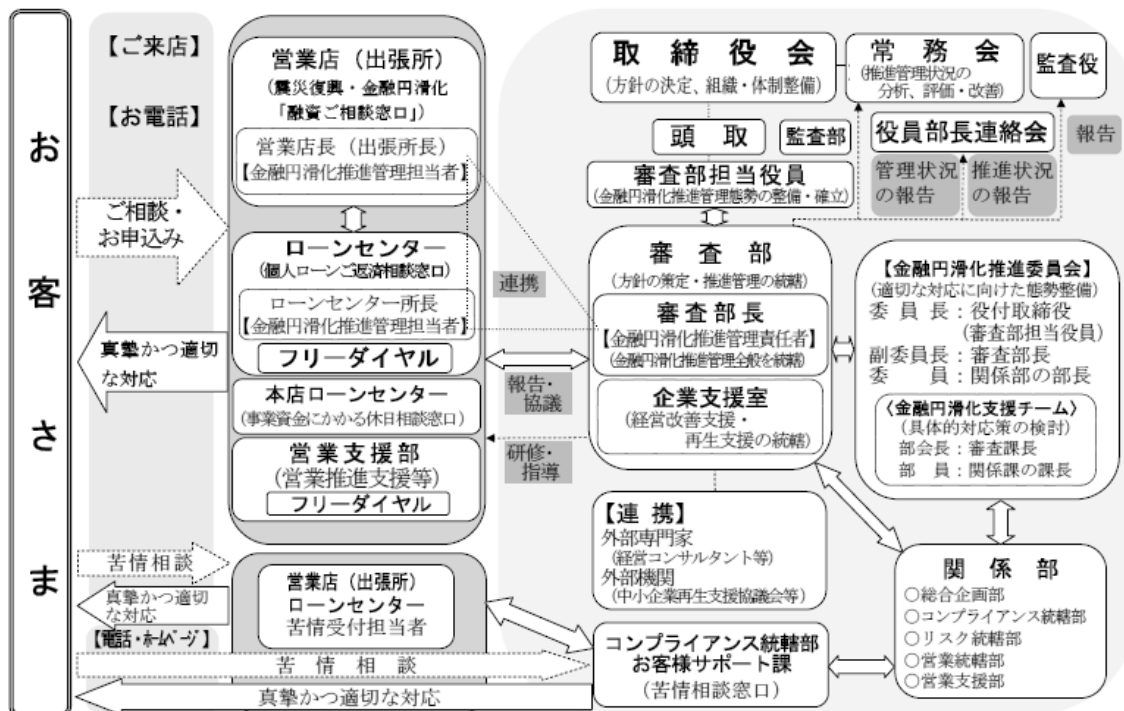 お客さま
【ご来店】
【お電話】
ご相談・
お申込み
真摯かつ適切
な対応
苦情相談
真摯かつ適切
な対応
【電話・ホームページ】
苦情相談
真摯かつ適切な対応
営業店（出張所）
（震災復興・金融円滑化
「融資ご相談窓口」）
営業店長（出張所長）
【金融円滑化推進管理担当者】
ローンセンター
（個人ローンご返済相談窓口）
ローンセンター所長
【金融円滑化推進管理担当者】
フリーダイヤル
本店ローンセンター
（事業資金にかかる休日相談窓口）
営業支援部
（営業推進支援等）
フリーダイヤル
営業店（出張所）
ローンセンター
苦情受付担当者
連携
報告・
協議
研修・
指導
取締役会
（方針の決定、組織・体制整備）
常務会
（推進管理状況の
分析、評価・改善）
監査役
頭取
監査部
役員部長連絡会
報告
管理状況
の報告
推進状況
の報告
審査部担当役員
（金融円滑化推進管理態勢の整備・確立）
審査部
（方針の策定・推進管理の統轄）
審査部長
【金融円滑化推進管理責任者】
（金融円滑化推進管理全般を統轄）
企業支援室
（経営改善支援・
再生支援の統轄）
【金融円滑化推進委員会】
（適切な対応に向けた態勢整備）
委員長：役付取締役
（審査部担当役員）
副委員長：審査部長
委員：関係部の部長
〈金融円滑化支援チーム〉
（具体的対応策の検討）
部会長：審査課長
部員：関係課の課長
【連携】
外部専門家
（経営コンサルタント等）
外部機関
（中小企業再生支援協議会等）
関係部
○総合企画部
○コンプライアンス統轄部
○リスク統轄部
○営業統轄部
○営業支援部
コンプライアンス統轄部
お客様サポート課
（苦情相談窓口）